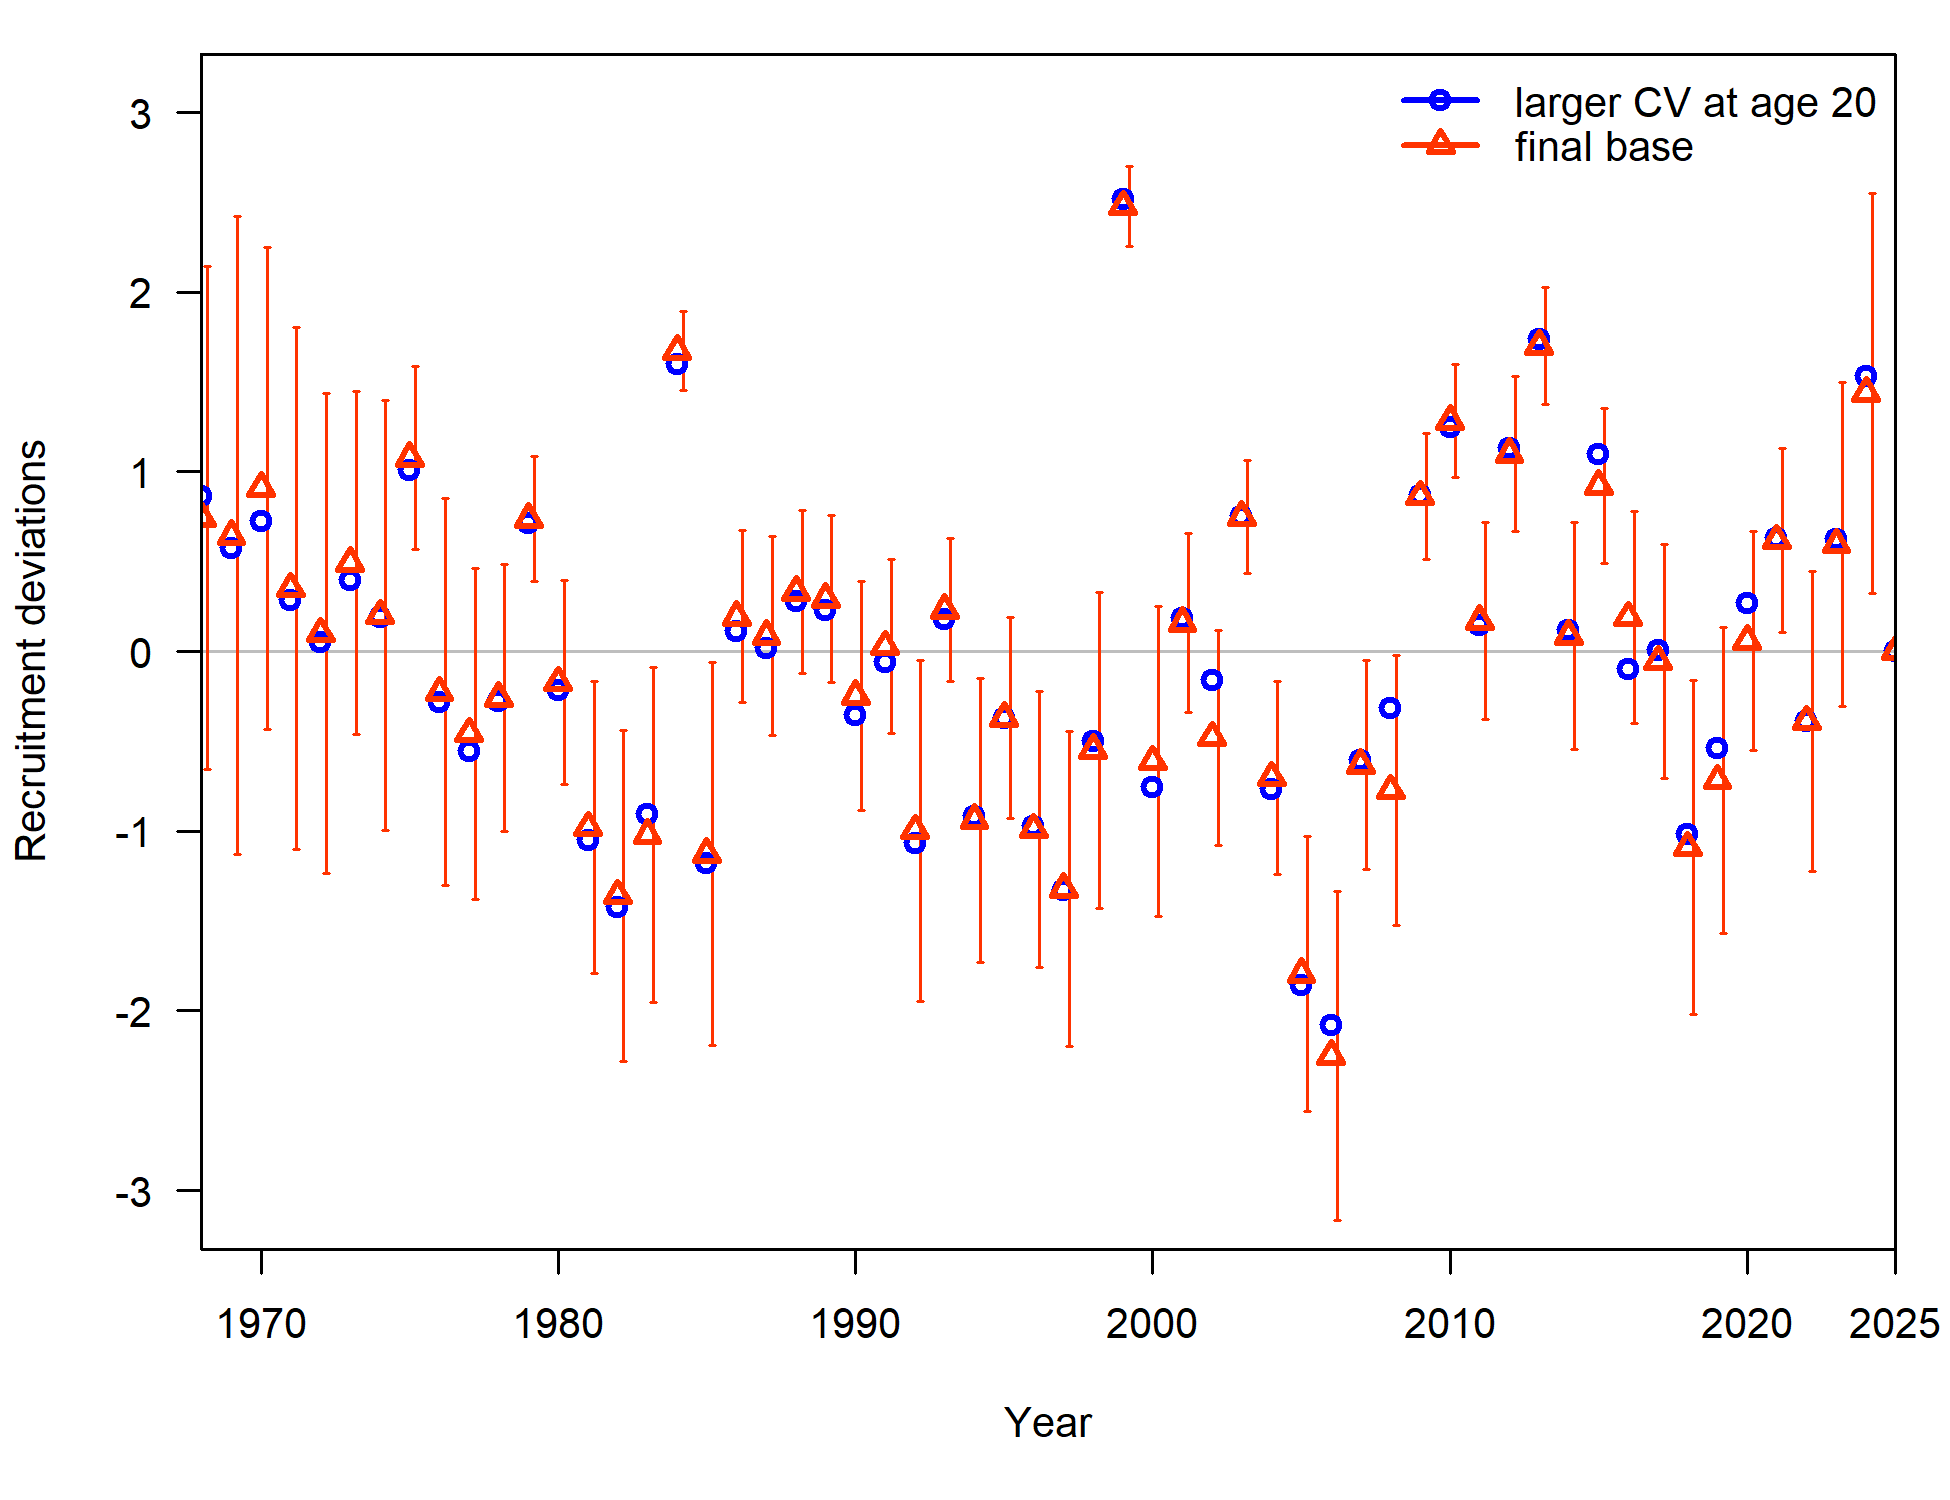 larger CV at age 20
final base
3
2
1
0
-1
-2
-3
Recruitment deviations
1970 1980 1990 2000 2010 2020 2025
Year